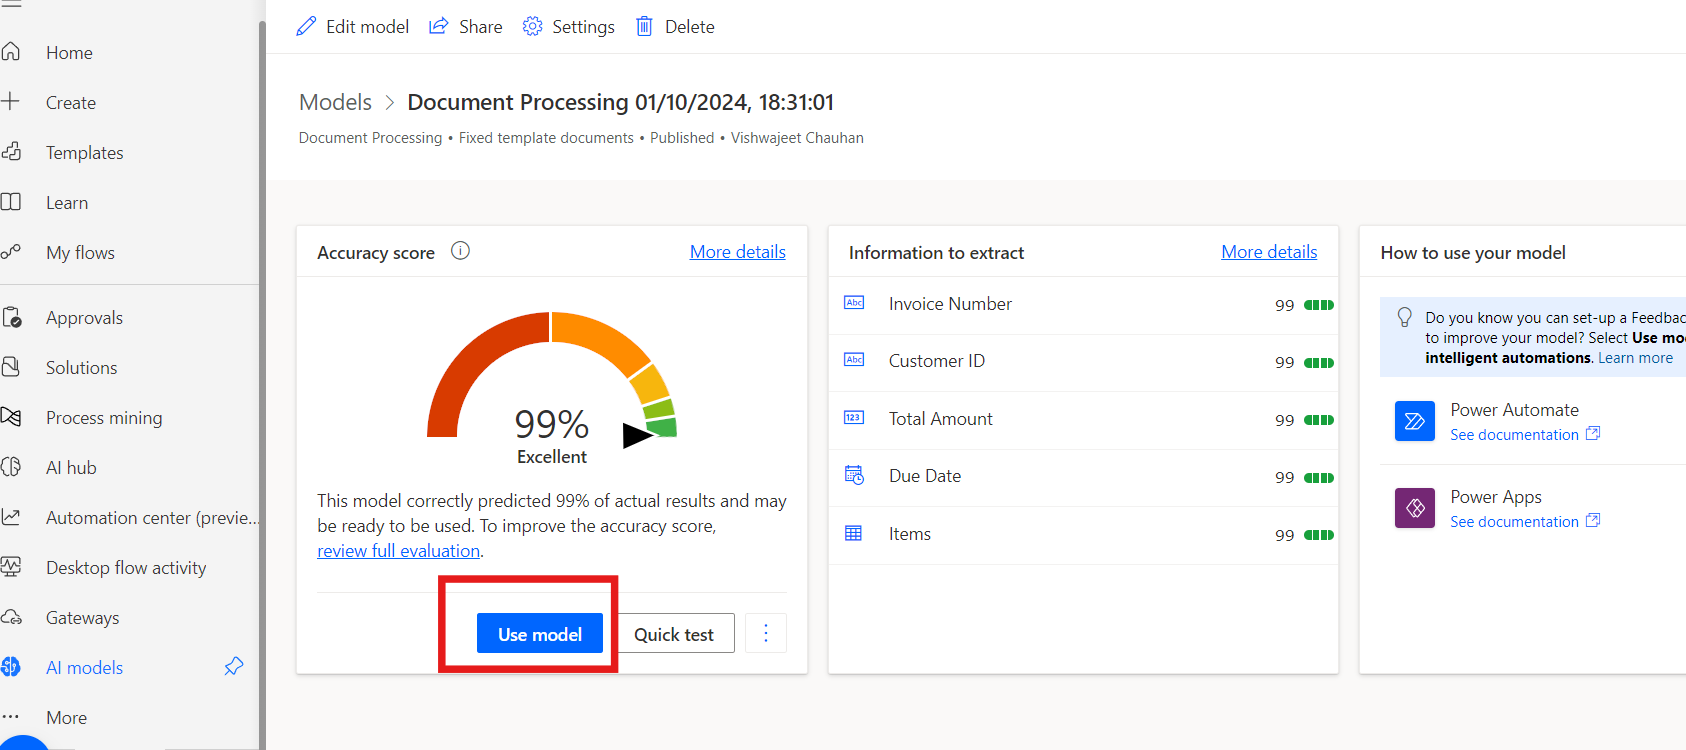 Edit model
Share
Settings
Delete
Home
Create
Templates
Learn
My flows
Approvals
Solutions
Process mining
AI hub
Automation center (previe...
Desktop flow activity
Gateways
AI models
More
Models > Document Processing 01/10/2024, 18:31:01
Document Processing • Fixed template documents • Published • Vishwajeet Chauhan
Accuracy score
More details
99%
Excellent
This model correctly predicted 99% of actual results and may
be ready to be used. To improve the accuracy score,
review full evaluation.
Use model
Quick test
Information to extract
More details
Abc Invoice Number 99
Abc Customer ID 99
123 Total Amount 99
Due Date 99
Items 99
How to use your model
Do you know you can set-up a Feedbac
to improve your model? Select Use mo
intelligent automations. Learn more
Power Automate
See documentation
Power Apps
See documentation